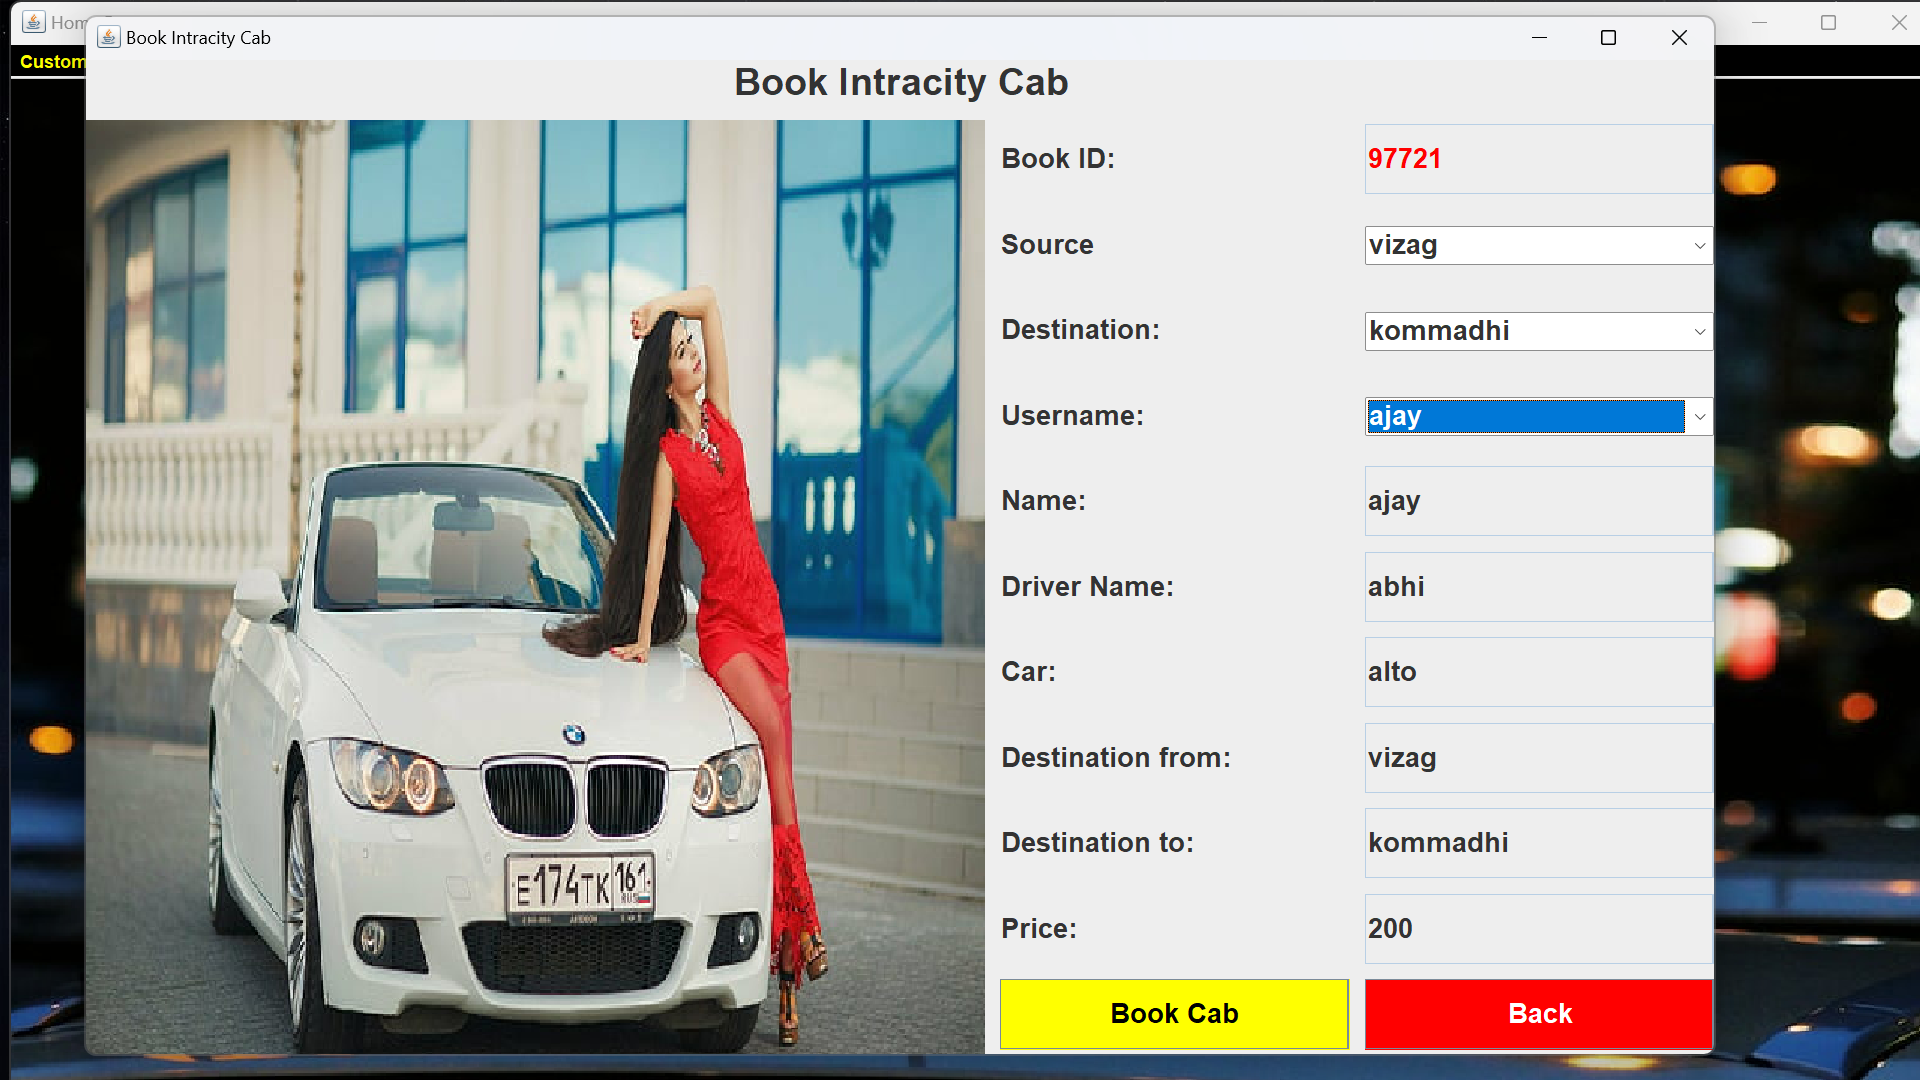 Hom
Book Intracity Cab
Custom
Book Intracity Cab
Book ID:
97721
Source
vizag
Destination:
kommadhi
Username:
ajay
Name:
ajay
Driver Name:
abhi
Car:
alto
Destination from:
vizag
Destination to:
kommadhi
Price:
200
E174TK 161
RUS
Book Cab
Back